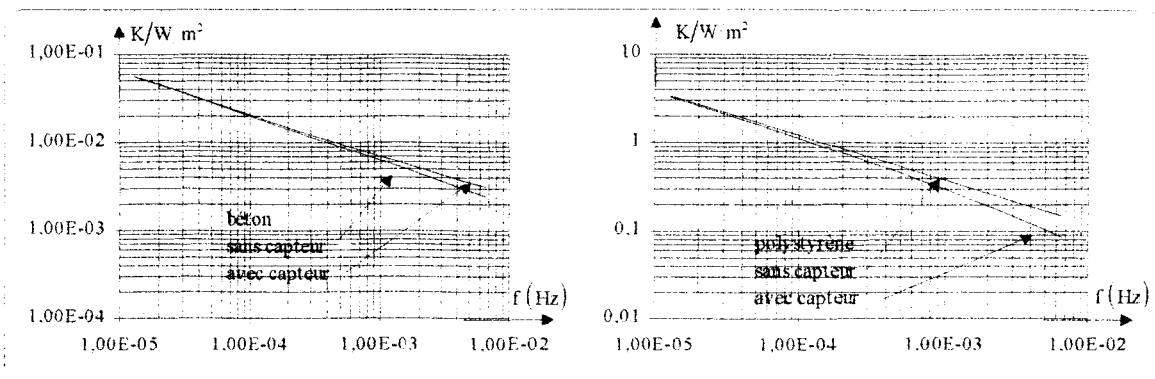 K/W m²
1,00E-01
1,00E-02
1,00E-03
1.00E-04
béton
sans capteur
avec capteur
f (Hz)
1,00E-05
1,00E-04
1,00E-03
1,00E-02
K/W m²
10
1
0.1
0,01
polystyrène
sans capteur
avec capteur
f (Hz)
1,00E-05
1,00E-04
1,00E-03
1,00E-02